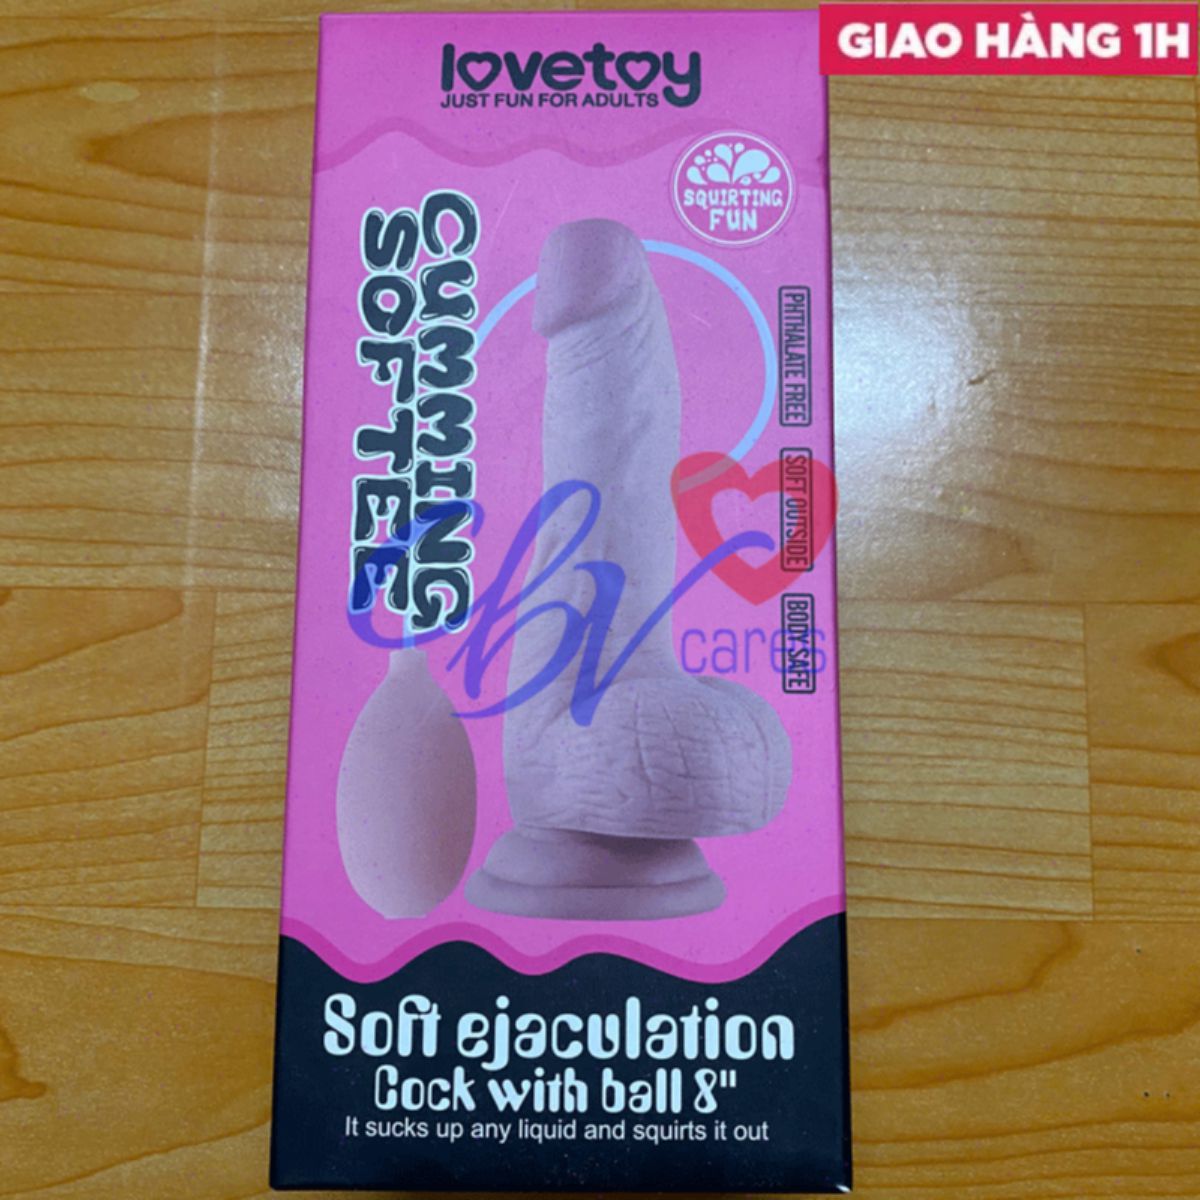 GIAO HÀNG 1H
lovetoy
JUST FUN FOR ADULTS
SQUIRTING
FUN
CUMMING
SOFTEE
PHTHALATE FREE
SOFT OUTSIDE
BODY SAFE
cbv
cares
Soft ejaculation
Cock with ball 8"
It sucks up any liquid and squirts it out